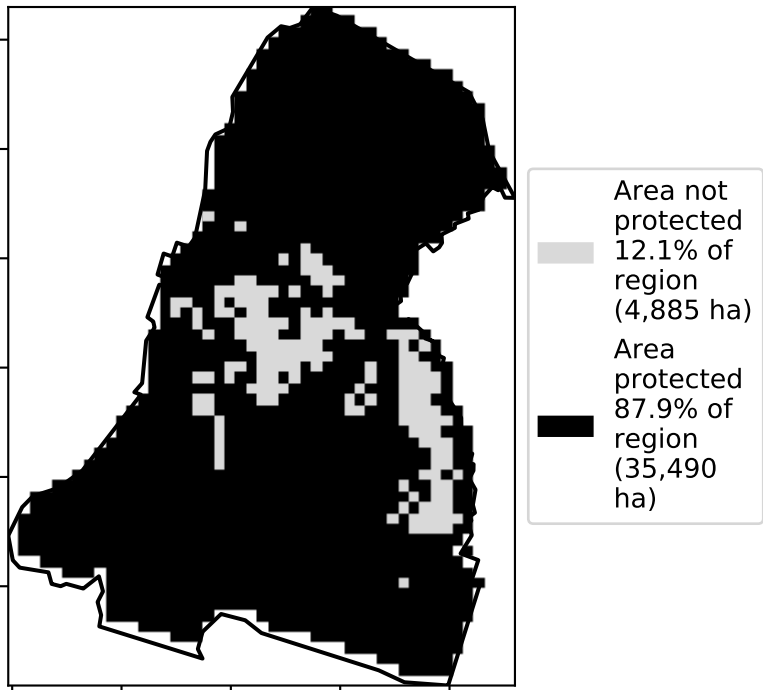 Area not
protected
12.1% of
region
(4,885 ha)
Area
protected
87.9% of
region
(35,490
ha)